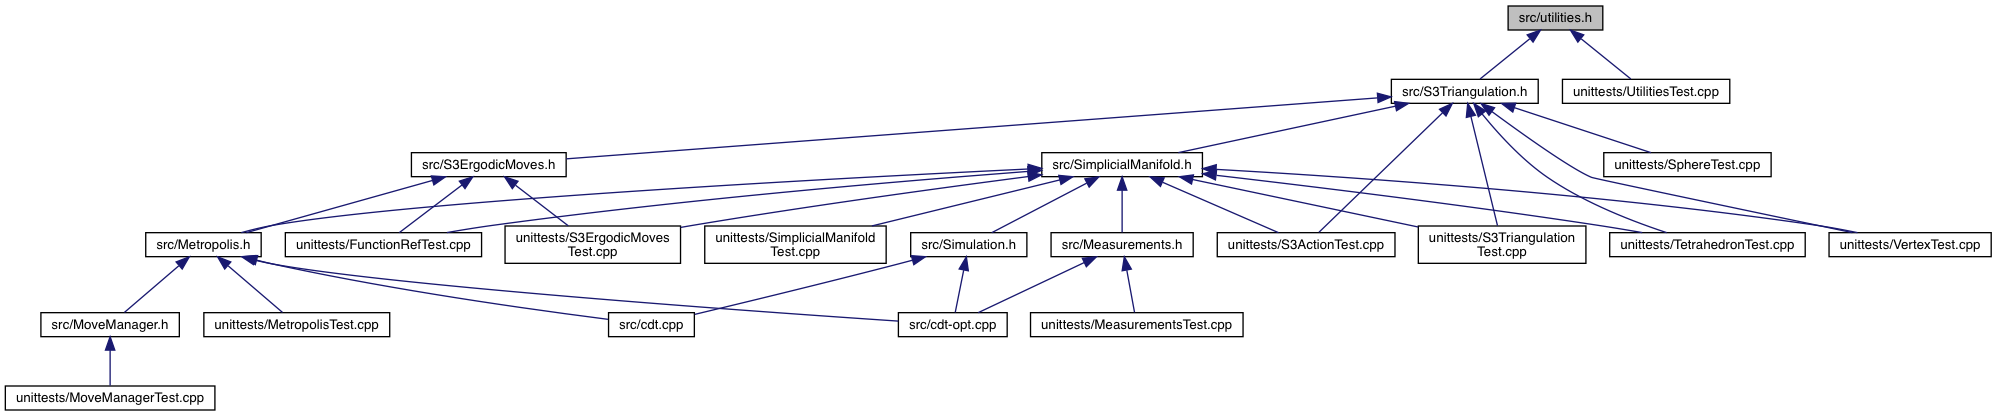 src/utilities.h
src/S3Triangulation.h
unittests/UtilitiesTest.cpp
src/S3ErgodicMoves.h
src/SimplicialManifold.h
unittests/SphereTest.cpp
src/Metropolis.h
unittests/FunctionRefTest.cpp
unittests/S3ErgodicMoves
Test.cpp
unittests/SimplicialManifold
Test.cpp
src/Simulation.h
src/Measurements.h
unittests/S3ActionTest.cpp
unittests/S3Triangulation
Test.cpp
unittests/TetrahedronTest.cpp
unittests/VertexTest.cpp
src/MoveManager.h
unittests/MetropolisTest.cpp
src/cdt.cpp
src/cdt-opt.cpp
unittests/MeasurementsTest.cpp
unittests/MoveManagerTest.cpp